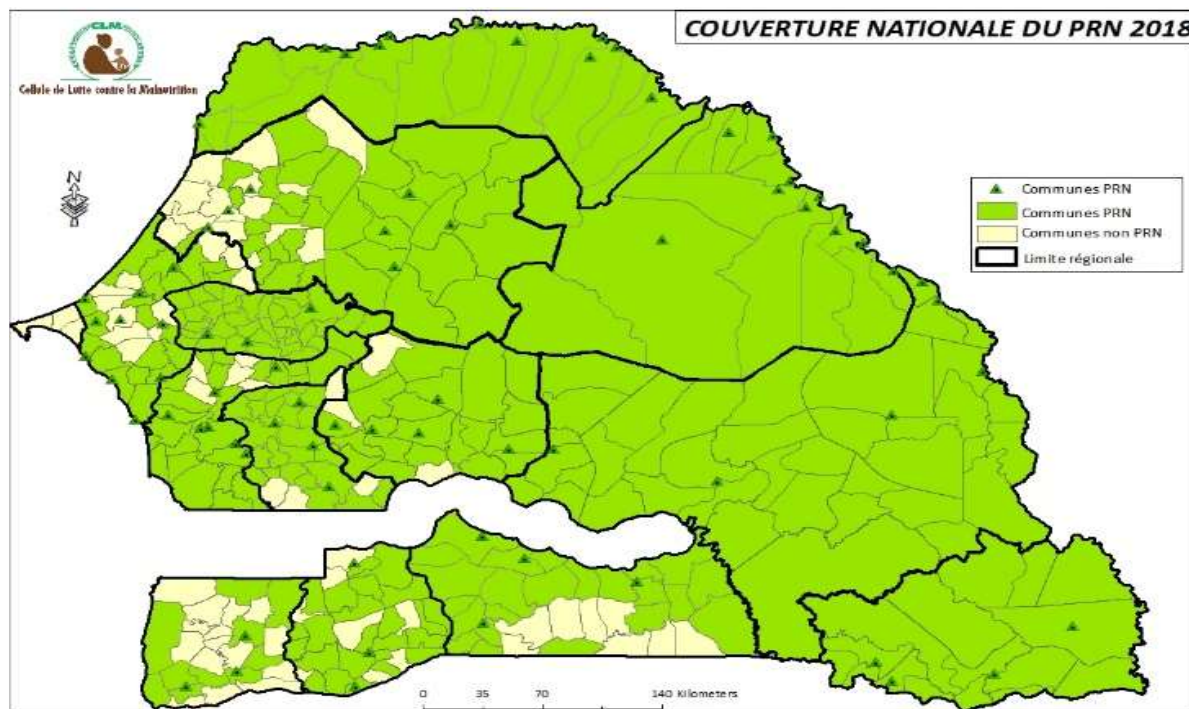 CLM
Cellule de Lutte contre la Malnutrition
COUVERTURE NATIONALE DU PRN 2018
N
Communes PRN
Communes PRN
Communes non PRN
Limite régionale
0 35 70 140 Kilometers